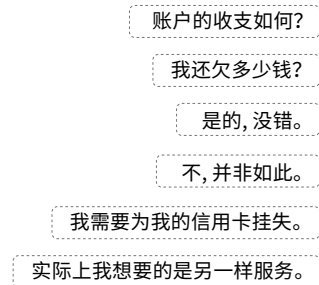 账户的收支如何？
我还欠多少钱？
是的, 没错。
不, 并非如此。
我需要为我的信用卡挂失。
实际上我想要的是另一样服务。